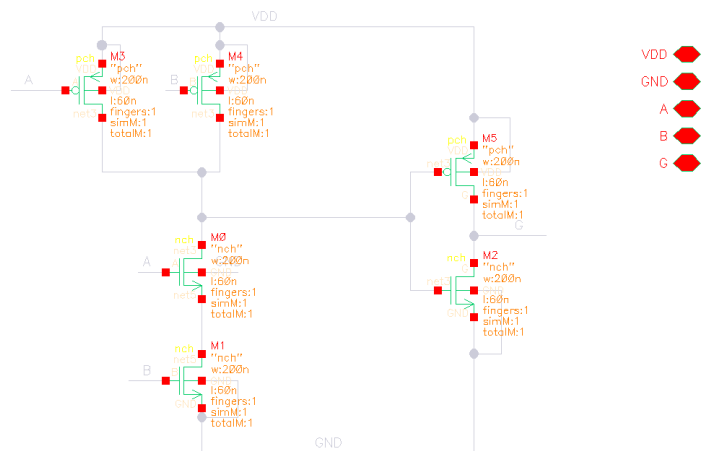 VDD
M3
pch
"pch"
w:200n
l:60n
fingers:1
simM:1
totalM:1
A
M4
pch
"pch"
w:200n
l:60n
fingers:1
simM:1
totalM:1
B
VDD
GND
A
B
G
M5
pch
"pch"
w:200n
l:60n
fingers:1
simM:1
totalM:1
G
M0
nch
"nch"
w:200n
l:60n
fingers:1
simM:1
totalM:1
A
M2
nch
"nch"
w:200n
l:60n
fingers:1
simM:1
totalM:1
M1
nch
"nch"
w:200n
l:60n
fingers:1
simM:1
totalM:1
B
GND